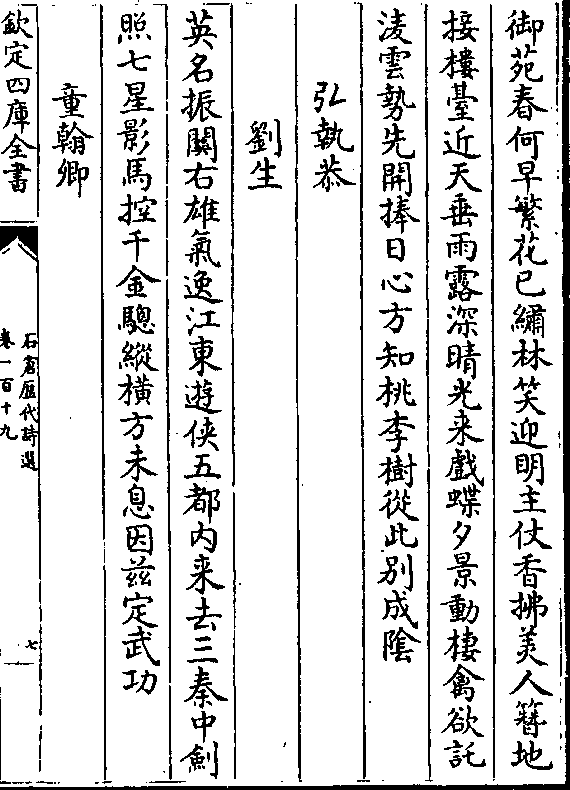 御苑春何早繁花已繡林笑迎明主仗香拂美人簪地
接樓臺近天垂雨露深晴光来戲蝶夕景動棲禽欲託
淩雲勢先開捧日心方知桃李樹從此别成隂
弘執恭
劉生
英名振關右雄氣逸江東遊俠五都内来去三秦中劍
照七星影馬控千金驄縱横方未息因兹定武功
童翰卿
欽定四庫全書
石倉歴代詩選
卷一百十九
七